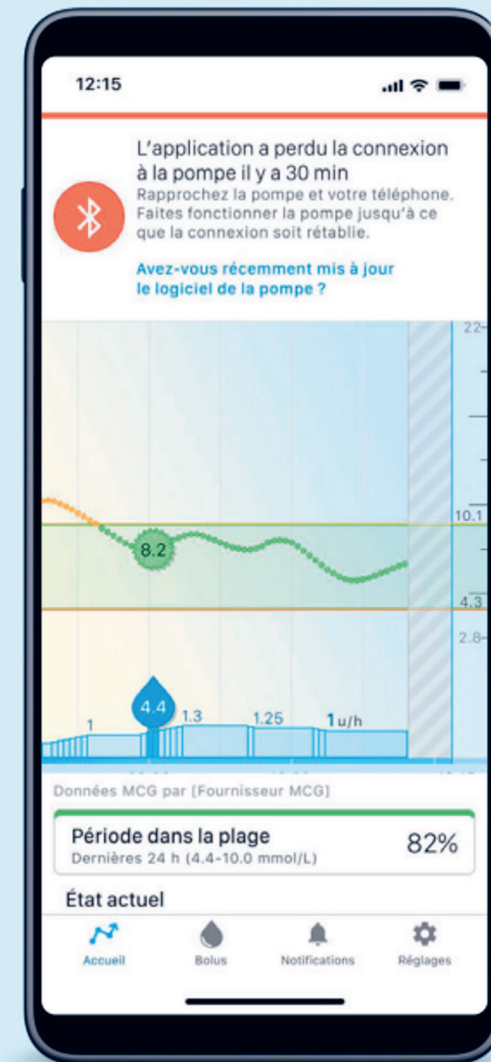 12:15
L'application a perdu la connexion
à la pompe il y a 30 min
Rapprochez la pompe et votre téléphone.
Faites fonctionner la pompe jusqu'à ce
que la connexion soit rétablie.
Avez-vous récemment mis à jour
le logiciel de la pompe ?
22
10.1
8.2
4.3
2.8
4.4
1
1.3
1.25
1 u/h
Données MCG par [Fournisseur MCG]
Période dans la plage
82%
Dernières 24 h (4.4-10.0 mmol/L)
État actuel
Accueil
Bolus
Notifications
Réglages